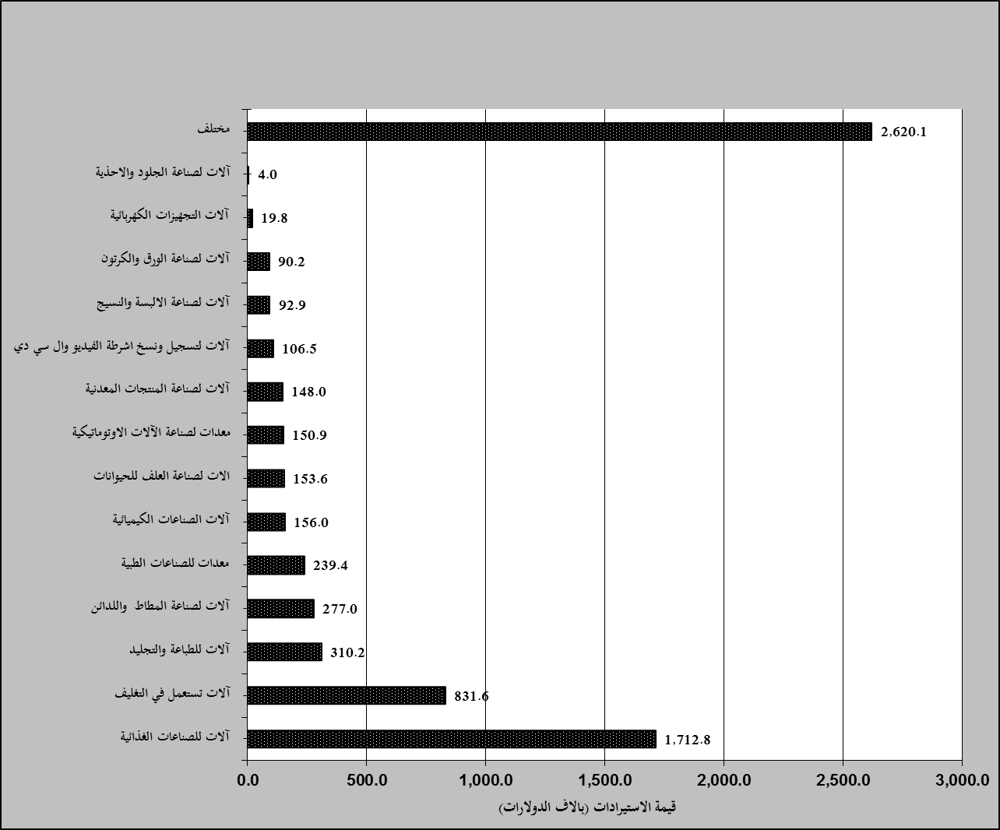 مختلف
2,620.1
آلات لصناعة الجلود والاحذية
4.0
آلات التجهيزات الكهربائية
19.8
آلات لصناعة الورق والكرتون
90.2
آلات لصناعة الالبسة والنسيج
92.9
آلات لتسجيل ونسخ اشرطة الفيديو وال سي دي
106.5
آلات لصناعة المنتجات المعدنية
148.0
معدات لصناعة الآلات الاوتوماتيكية
150.9
الات لصناعة العلف للحيوانات
153.6
آلات الصناعات الكيميائية
156.0
معدات للصناعات الطبية
239.4
آلات لصناعة المطاط واللدائن
277.0
آلات للطباعة والتجليد
310.2
آلات تستعمل في التغليف
831.6
آلات للصناعات الغذائية
1,712.8
0.0 500.0 1,000.0 1,500.0 2,000.0 2,500.0 3,000.0
قيمة الاستيرادات (بالاف الدولارات)